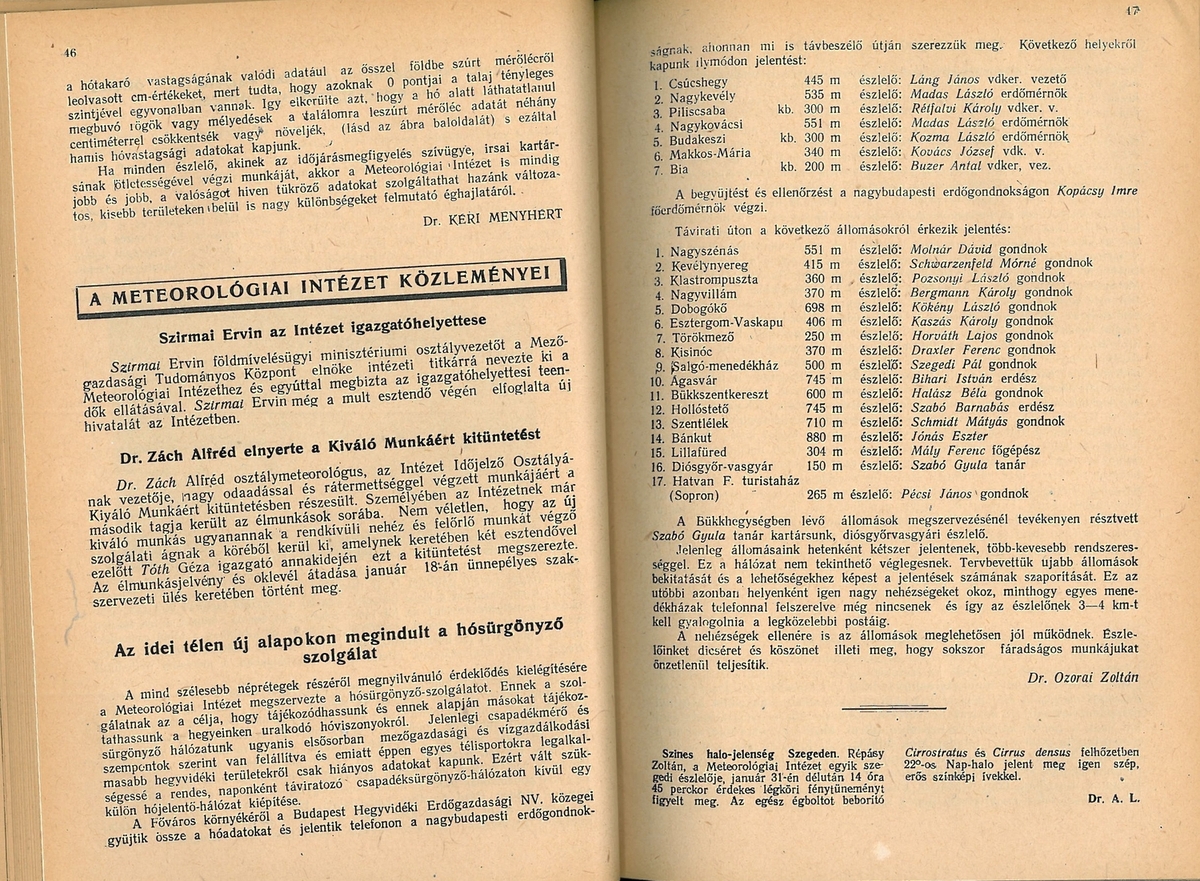 46
a hótakaró vastagságának valódi adatául az ősszel földbe szúrt mérőlécről
leolvasott cm-értékeket, mert tudta, hogy azoknak 0 pontjai a talaj tényleges
szintjével egyvonalban vannak. Igy elkerülte azt, hogy a hó alatt láthatatlanul
megbuvó rögök vagy mélyedések a találomra leszúrt mérőléc adatát néhány
centiméterrel csökkentsék vagy növeljék, (lásd az ábra baloldalát) s ezáltal
hamis hóvastagsági adatokat kapjunk.
Ha minden észlelő, akinek az időjárásmegfigyelés szívügye, irsai kartár-
sának ötletességével végzi munkáját, akkor a Meteorológiai Intézet is mindig
jobb és jobb, a valóságot hiven tükröző adatokat szolgáltathat hazánk változa-
tos, kisebb területeken belül is nagy különbségeket felmutató éghajlatáról.
Dr. KÉRI MENYHÉRT
A METEOROLÓGIAI INTÉZET KÖZLEMÉNYEI
Szirmai Ervin az Intézet igazgatóhelyettese
Szirmai Ervin földmívelésügyi minisztériumi osztályvezetőt a Mező-
gazdasági Tudományos Központ elnöke intézeti titkárrá nevezte ki a
Meteorológiai Intézethez és egyúttal megbizta az igazgatóhelyettesi teen-
dők ellátásával. Szirmai Ervin még a mult esztendő végén elfoglalta új
hivatalát az Intézetben.
Dr. Zách Alfréd elnyerte a Kiváló Munkáért kitüntetést
Dr. Zách Alfréd osztálymeteorológus, az Intézet Időjelző Osztályá-
nak vezetője, nagy odaadással és rátermettséggel végzett munkájáért a
Kiváló Munkáért kitüntetésben részesült. Személyében az Intézetnek már
második tagja került az élmunkások sorába. Nem véletlen, hogy az új
kiváló munkás ugyanannak a rendkívüli nehéz és felőrlő munkát végző
szolgálati ágnak a köréből kerül ki, amelynek keretében két esztendővel
ezelőtt Tóth Géza igazgató annakidején ezt a kitüntetést megszerezte.
Az élmunkásjelvény és oklevél átadása január 18-án ünnepélyes szak-
szervezeti ülés keretében történt meg.
Az idei télen új alapokon megindult a hósürgönyző
szolgálat
A mind szélesebb néprétegek részéről megnyilvánuló érdeklődés kielégítésére
a Meteorológiai Intézet megszervezte a hósürgönyző-szolgálatot. Ennek a szol-
gálatnak az a célja, hogy tájékozódhassunk és ennek alapján másokat tájékoz-
tathassunk a hegyeinken uralkodó hóviszonyokról. Jelenlegi csapadékmérő és
sürgönyző hálózatunk ugyanis elsősorban mezőgazdasági és vízgazdálkodási
szempontok szerint van felállítva és emiatt éppen egyes télisportokra legalkal-
masabb hegyvidéki területekről csak hiányos adatokat kapunk. Ezért vált szük-
ségessé a rendes, naponként táviratozó csapadéksürgönyző-hálózaton kivül egy
külön hójelentö-hálózat kiépítése.
A Főváros környékéről a Budapest Hegyvidéki Erdőgazdasági NV. közegei
gyüjtik össze a hóadatokat és jelentik telefonon a nagybudapesti erdőgondnok-
47
ságnak, ahonnan mi is távbeszélő útján szerezzük meg. Következő helyekről
kapunk ilymódon jelentést:
1. Csúcshegy 445 m észlelő: Láng János vdker. vezető
2. Nagykevély 535 m észlelő: Madas László erdőmérnök
3. Piliscsaba kb. 300 m észlelő: Rétfalvi Károly vdker. v.
4. Nagykovácsi 551 m észlelő: Madas László erdőmérnök
5. Budakeszi kb. 300 m észlelő: Kozma László erdőmérnök
6. Makkos-Mária 340 m észlelő: Kovács József vdk. v.
7. Bia kb. 200 m észlelő: Buzer Antal vdker, vez.
A begyüjtést és ellenőrzést a nagybudapesti erdőgondnokságon Kopácsy Imre
főerdőmérnök végzi.
Távirati úton a következő állomásokról érkezik jelentés:
1. Nagyszénás 551 m észlelő: Molnár Dávid gondnok
2. Kevélynyereg 415 m észlelő: Schwarzenfeld Mórné gondnok
3. Klastrompuszta 360 m észlelő: Pozsonyi László gondnok
4. Nagyvillám 370 m észlelő: Bergmann Károly gondnok
5. Dobogókő 698 m észlelő: Kökény László gondnok
6. Esztergom-Vaskapu 406 m észlelő: Kaszás Károly gondnok
7. Törökmező 250 m észlelő: Horváth Lajos gondnok
8. Kisinóc 370 m észlelő: Draxler Ferenc gondnok
9. Salgó-menedékház 500 m észlelő: Szegedi Pál gondnok
10. Ágasvár 745 m észlelő: Bihari István erdész
11. Bükkszentkereszt 600 m észlelő: Halász Béla gondnok
12. Hollóstető 745 m észlelő: Szabó Barnabás erdész
13. Szentlélek 710 m észlelő: Schmidt Mátyás gondnok
14. Bánkut 880 m észlelő: Jónás Eszter
15. Lillafüred 304 m észlelő: Mály Ferenc főgépész
16. Diósgyőr-vasgyár 150 m észlelő: Szabó Gyula tanár
17. Hatvan F. turistaház
(Sopron) 265 m észlelő: Pécsi János gondnok
A Bükkhegységben lévő állomások megszervezésénél tevékenyen résztvett
Szabó Gyula tanár kartársunk, diósgyőrvasgyári észlelő.
Jelenleg állomásaink hetenként kétszer jelentenek, több-kevesebb rendszeres-
séggel. Ez a hálózat nem tekinthető véglegesnek. Tervbevettük ujabb állomások
bekitatását és a lehetőségekhez képest a jelentések számának szaporítását. Ez az
utóbbi azonban helyenként igen nagy nehézségeket okoz, minthogy egyes mene-
dékházak telefonnal felszerelve még nincsenek és igy az észlelőnek 3—4 km-t
kell gyalogolnia a legközelebbi postáig.
A nehézségek ellenére is az állomások meglehetősen jól működnek. Észle-
lőinket dicséret és köszönet illeti meg, hogy sokszor fáradságos munkájukat
önzetlenül teljesítik.
Dr. Ozorai Zoltán
Szines halo-jelenség Szegeden. Répásy
Zoltán, a Meteorológiai Intézet egyik sze-
gedi észlelője, január 31-én délután 14 óra
45 perckor érdekes légköri fénytüneményt
figyelt meg. Az egész égboltot beborító
Cirrostratus és Cirrus densus felhőzetben
22°-os Nap-halo jelent meg igen szép,
erős színképi ívekkel.
Dr. A. L.